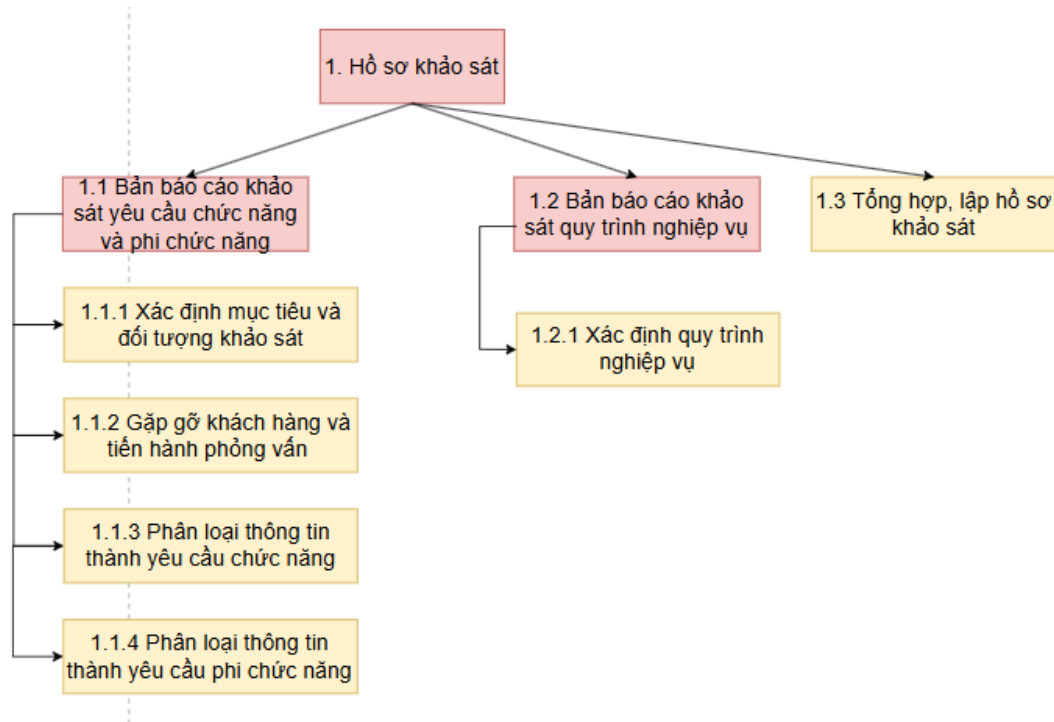 1. Hồ sơ khảo sát
1.1 Bản báo cáo khảo
sát yêu cầu chức năng
và phi chức năng
1.2 Bản báo cáo khảo
sát quy trình nghiệp vụ
1.3 Tổng hợp, lập hồ sơ
khảo sát
1.1.1 Xác định mục tiêu và
đối tượng khảo sát
1.2.1 Xác định quy trình
nghiệp vụ
1.1.2 Gặp gỡ khách hàng và
tiến hành phỏng vấn
1.1.3 Phân loại thông tin
thành yêu cầu chức năng
1.1.4 Phân loại thông tin
thành yêu cầu phi chức năng